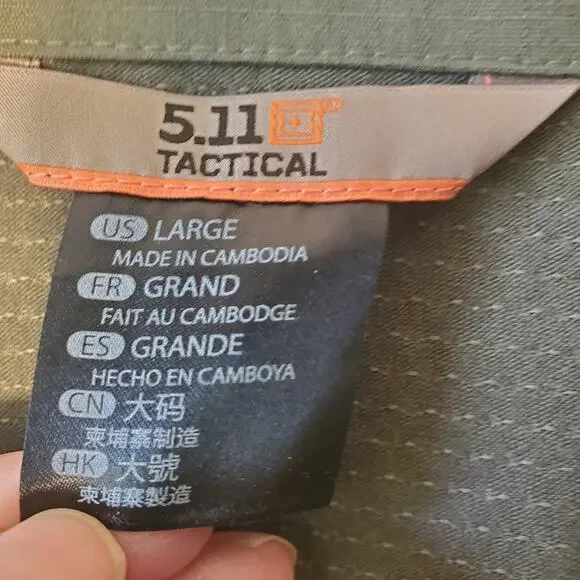 5.11®
TACTICAL
US LARGE
MADE IN CAMBODIA
FR GRAND
FAIT AU CAMBODGE
ES GRANDE
HECHO EN CAMBOYA
CN 大码
柬埔寨制造
HK 大號
柬埔寨製造